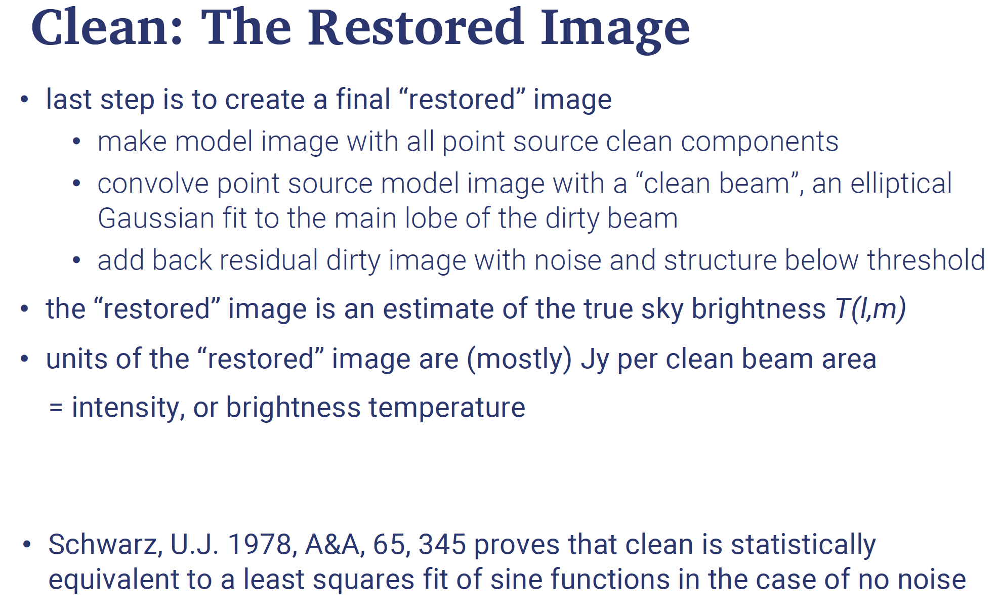 Clean: The Restored Image
• last step is to create a final “restored” image
• make model image with all point source clean components
• convolve point source model image with a “clean beam”, an elliptical
Gaussian fit to the main lobe of the dirty beam
• add back residual dirty image with noise and structure below threshold
• the “restored” image is an estimate of the true sky brightness T(l,m)
• units of the “restored” image are (mostly) Jy per clean beam area
= intensity, or brightness temperature
• Schwarz, U.J. 1978, A&A, 65, 345 proves that clean is statistically
equivalent to a least squares fit of sine functions in the case of no noise